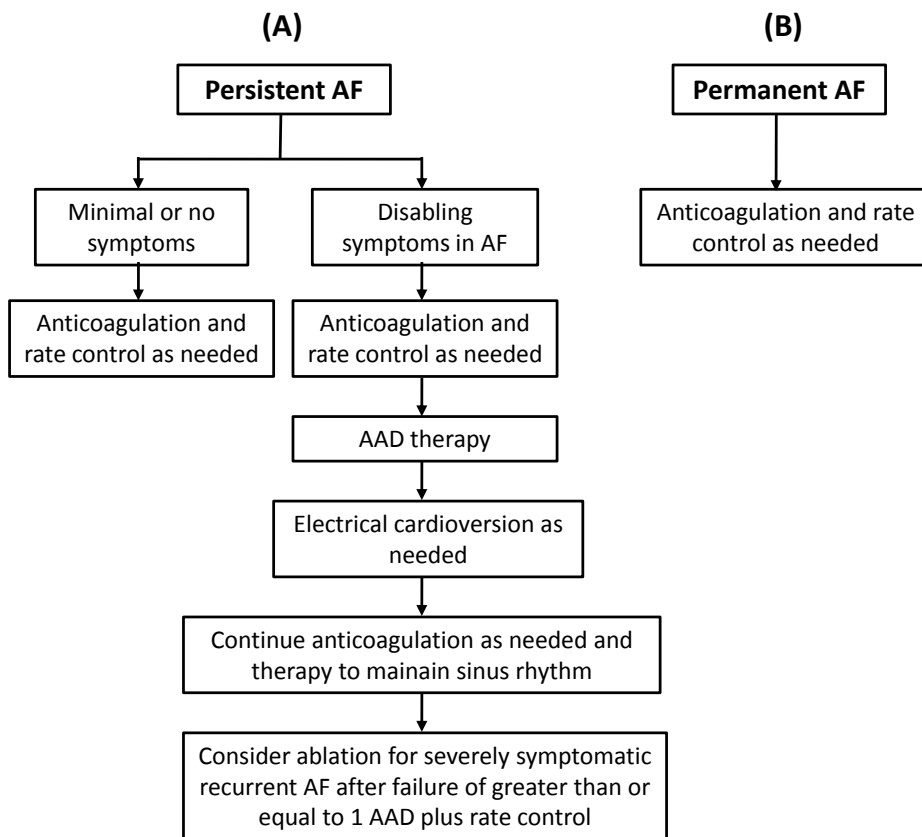 (A)
Persistent AF
Minimal or no
symptoms
Anticoagulation and
rate control as needed
Disabling
symptoms in AF
Anticoagulation and
rate control as needed
AAD therapy
Electrical cardioversion as
needed
Continue anticoagulation as needed and
therapy to mainain sinus rhythm
Consider ablation for severely symptomatic
recurrent AF after failure of greater than or
equal to 1 AAD plus rate control
(B)
Permanent AF
Anticoagulation and rate
control as needed